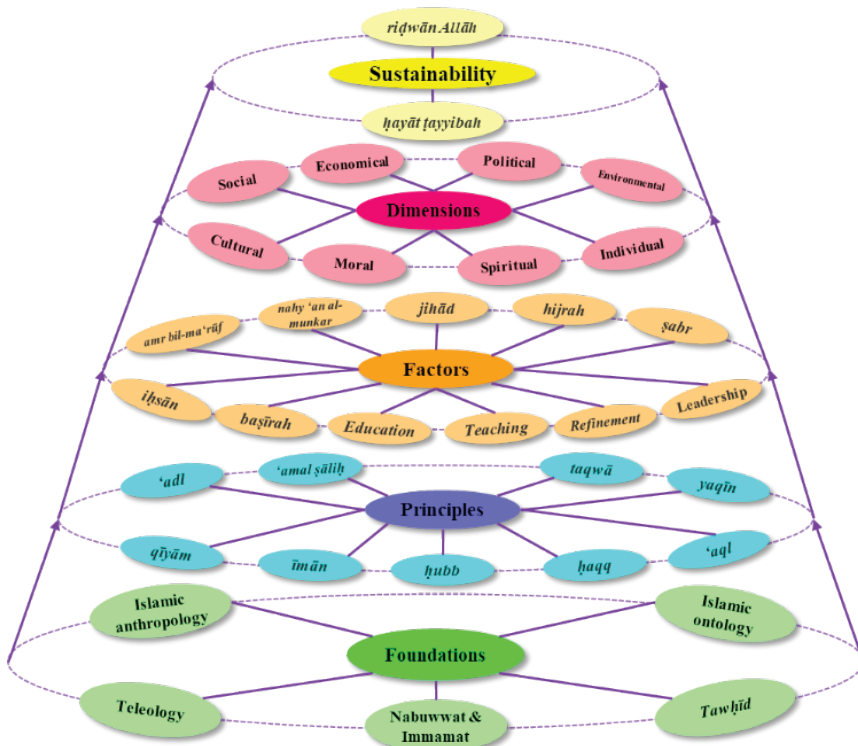 riḍwān Allāh
Sustainability
ḥayāt ṭayyibah
Social
Economical
Political
Environmental
Dimensions
Cultural
Moral
Spiritual
Individual
amr bil-ma‘rūf
nahy ‘an al-
munkar
jihād
hijrah
ṣabr
Factors
iḥsān
baṣīrah
Education
Teaching
Refinement
Leadership
‘adl
‘amal ṣāliḥ
taqwā
yaqīn
Principles
qīyām
īmān
ḥubb
ḥaqq
‘aql
Islamic
anthropology
Islamic
ontology
Foundations
Teleology
Nabuwwat &
Immamat
Tawḥīd